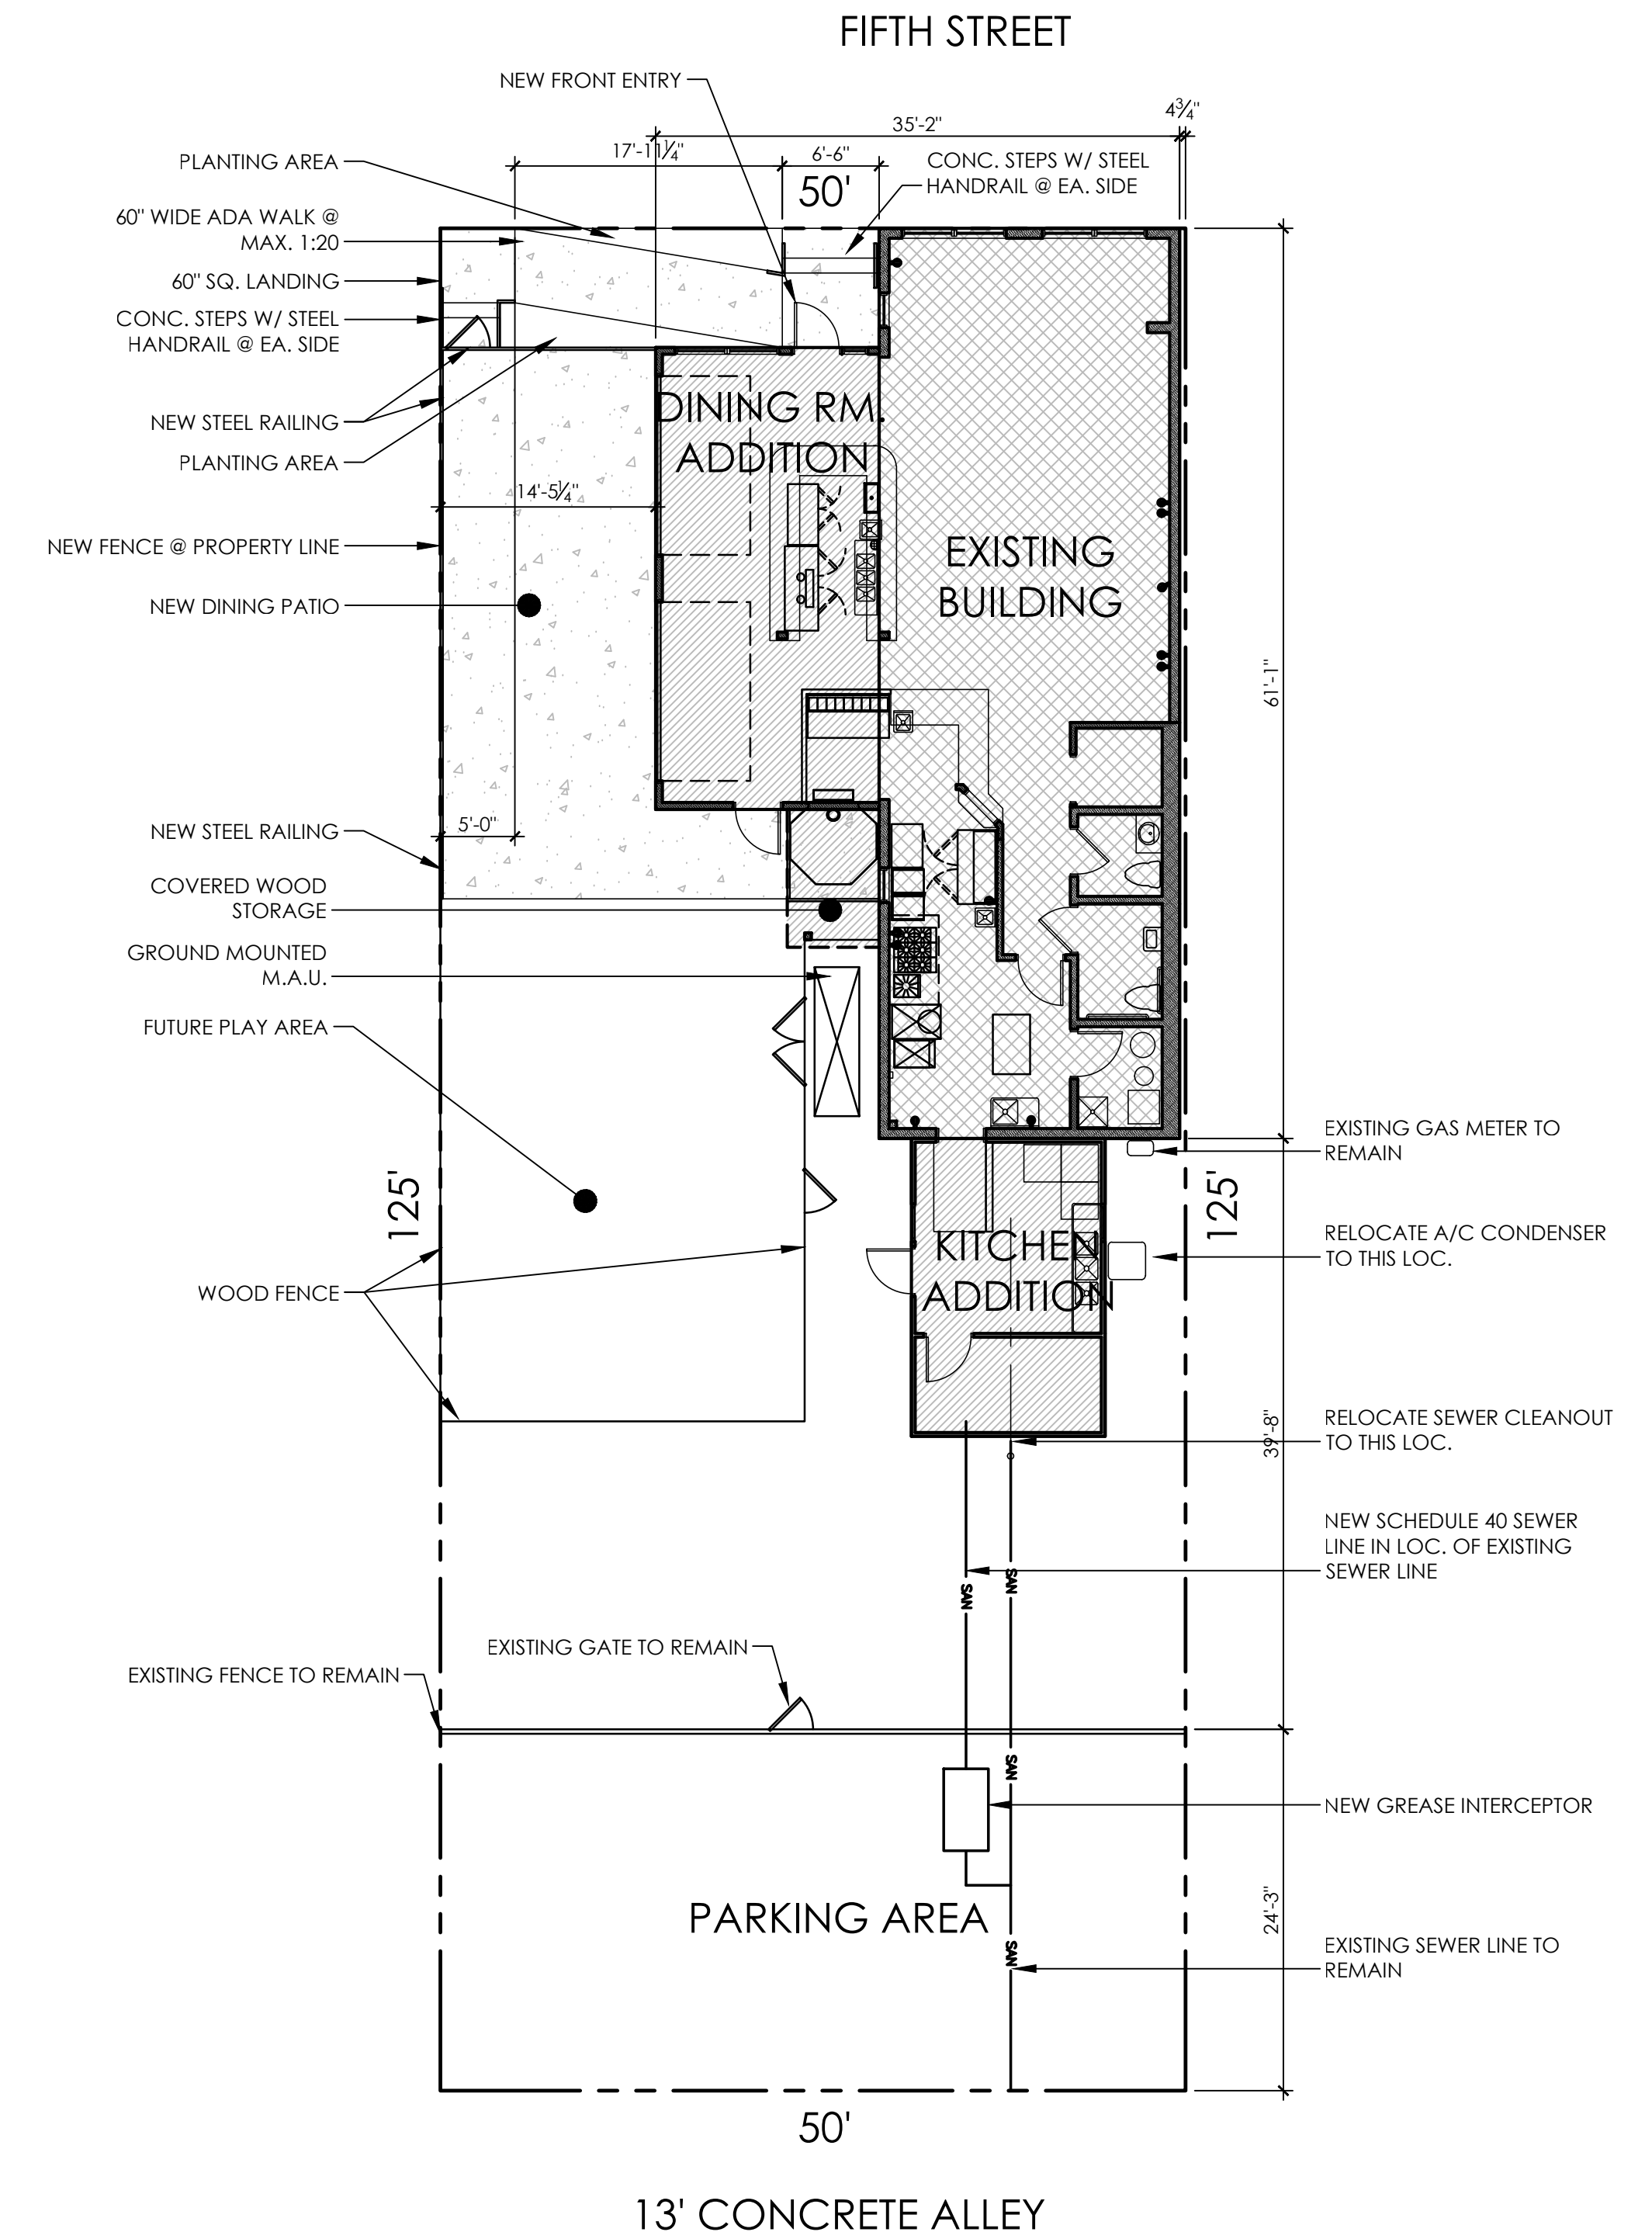 FIFTH STREET
NEW FRONT ENTRY
4¾"
35'-2"
17'-11¼"
6'-6"
PLANTING AREA
CONC. STEPS W/ STEEL
HANDRAIL @ EA. SIDE
50'
60" WIDE ADA WALK @
MAX. 1:20
60" SQ. LANDING
CONC. STEPS W/ STEEL
HANDRAIL @ EA. SIDE
NEW STEEL RAILING
PLANTING AREA
DINING RM.
ADDITION
14'-5¼"
NEW FENCE @ PROPERTY LINE
EXISTING
BUILDING
NEW DINING PATIO
61'-1"
5'-0"
NEW STEEL RAILING
COVERED WOOD
STORAGE
GROUND MOUNTED
M.A.U.
FUTURE PLAY AREA
EXISTING GAS METER TO
REMAIN
125'
125'
KITCHEN
ADDITION
RELOCATE A/C CONDENSER
TO THIS LOC.
WOOD FENCE
39'-8"
RELOCATE SEWER CLEANOUT
TO THIS LOC.
NEW SCHEDULE 40 SEWER
LINE IN LOC. OF EXISTING
SEWER LINE
SAN
SAN
EXISTING GATE TO REMAIN
EXISTING FENCE TO REMAIN
SAN
NEW GREASE INTERCEPTOR
PARKING AREA
24'-3"
SAN
EXISTING SEWER LINE TO
REMAIN
50'
13' CONCRETE ALLEY